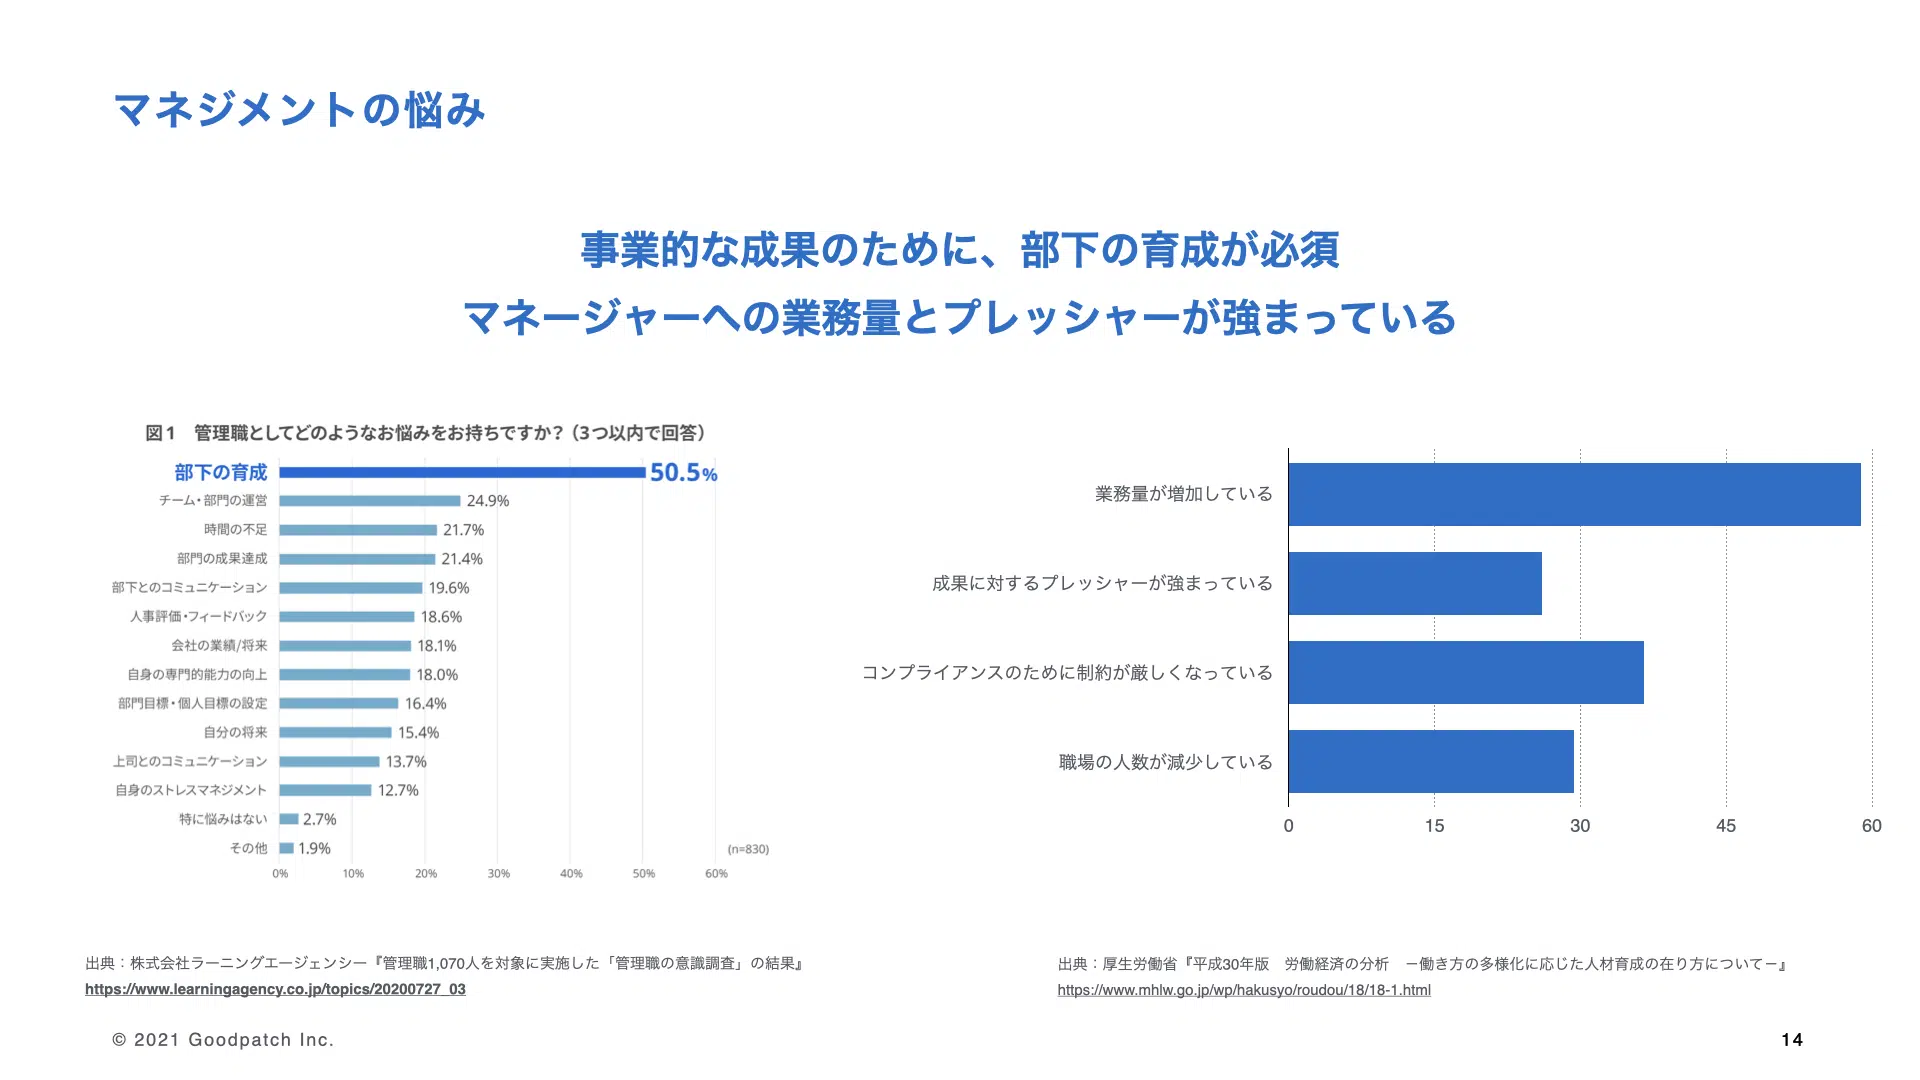 マネジメントの悩み
事業的な成果のために、部下の育成が必須
マネージャーへの業務量とプレッシャーが強まっている
図1　管理職としてどのようなお悩みをお持ちですか？（3つ以内で回答）
部下の育成 50.5%
チーム・部門の運営 24.9%
時間の不足 21.7%
部門の成果達成 21.4%
部下とのコミュニケーション 19.6%
人事評価・フィードバック 18.6%
会社の業績/将来 18.1%
自身の専門的能力の向上 18.0%
部門目標・個人目標の設定 16.4%
自分の将来 15.4%
上司とのコミュニケーション 13.7%
自身のストレスマネジメント 12.7%
特に悩みはない 2.7%
その他 1.9%
(n=830)
0% 10% 20% 30% 40% 50% 60%
業務量が増加している
成果に対するプレッシャーが強まっている
コンプライアンスのために制約が厳しくなっている
職場の人数が減少している
0 15 30 45 60
出典：株式会社ラーニングエージェンシー『管理職1,070人を対象に実施した「管理職の意識調査」の結果』
https://www.learningagency.co.jp/topics/20200727_03
出典：厚生労働省『平成30年版　労働経済の分析　－働き方の多様化に応じた人材育成の在り方について－』
https://www.mhlw.go.jp/wp/hakusyo/roudou/18/18-1.html
© 2021 Goodpatch Inc.
14